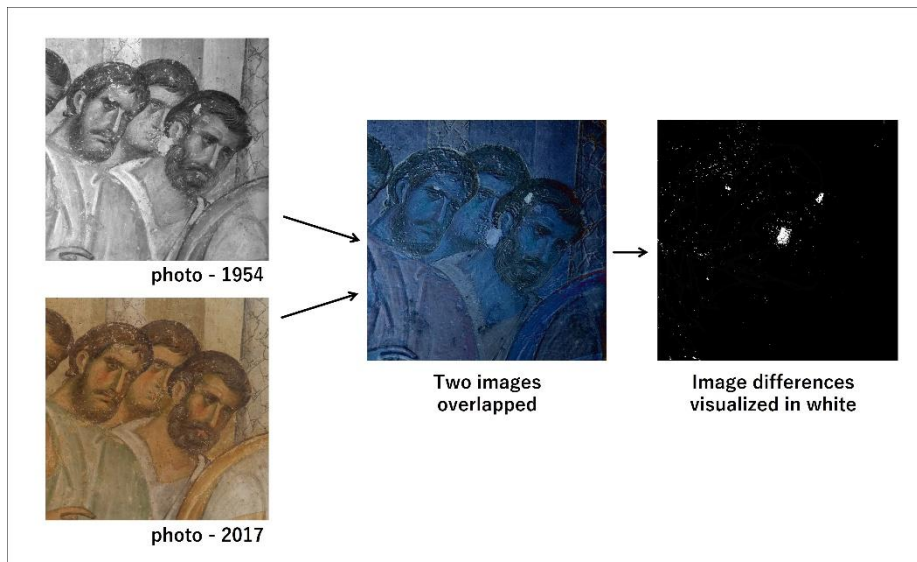 photo - 1954
photo - 2017
Two images
overlapped
Image differences
visualized in white